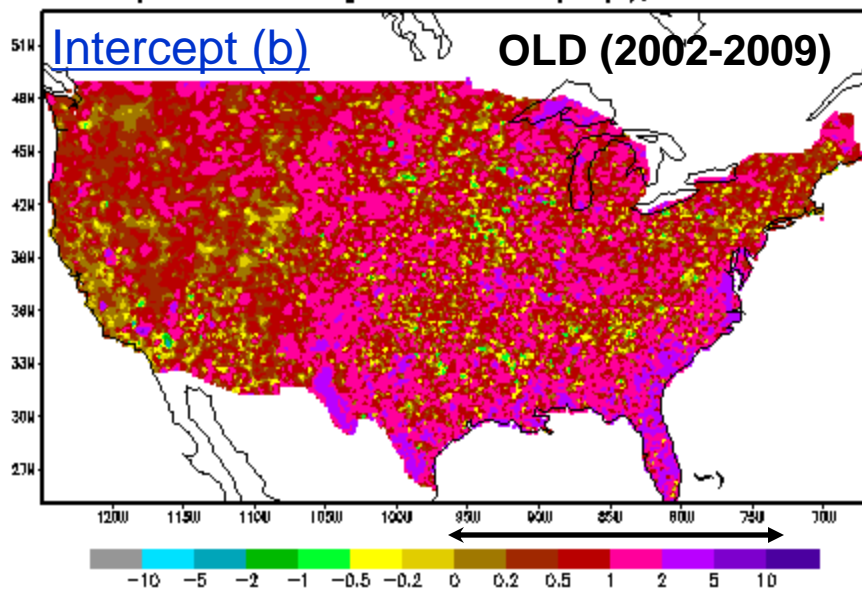 Intercept (b) OLD (2002-2009)
51N
48N
45N
42N
39N
36N
33N
30N
27N
120W 115W 110W 105W 100W 95W 90W 85W 80W 75W 70W
-10 -5 -2 -1 -0.5 -0.2 0 0.2 0.5 1 2 5 10